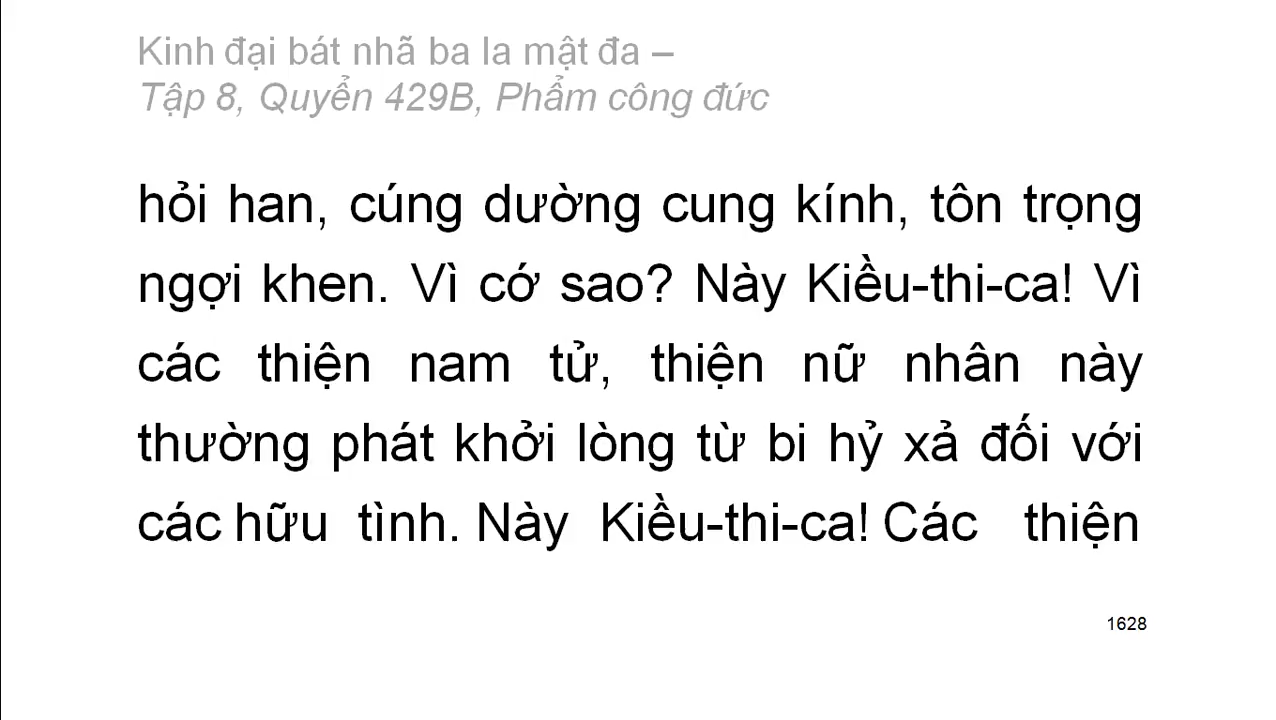 Kinh đại bát nhã ba la mật đa –
Tập 8, Quyển 429B, Phẩm công đức
hỏi han, cúng dường cung kính, tôn trọng
ngợi khen. Vì cớ sao? Này Kiều-thi-ca! Vì
các thiện nam tử, thiện nữ nhân này
thường phát khởi lòng từ bi hỷ xả đối với
các hữu tình. Này Kiều-thi-ca! Các thiện
1628